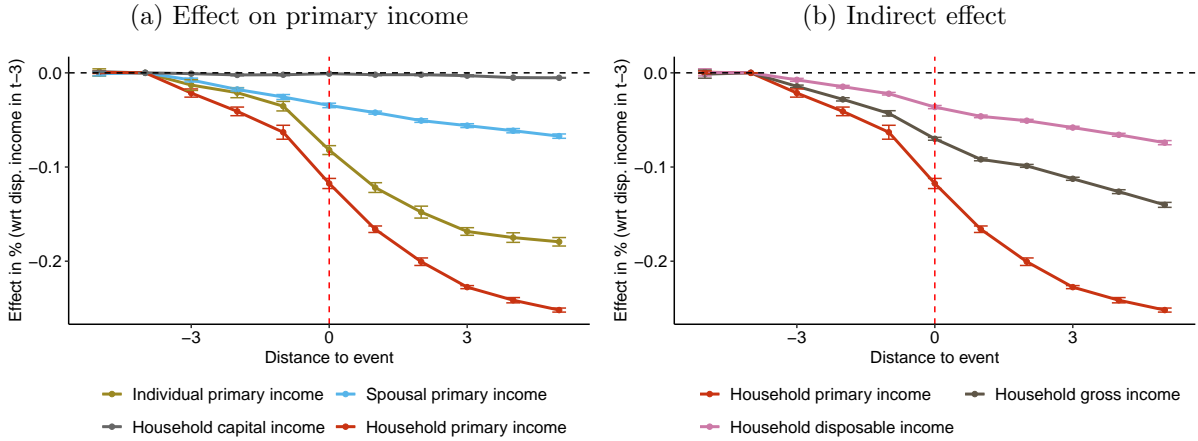 (a) Effect on primary income
Effect in % (wrt disp. income in t−3)
0.0
−0.1
−0.2
−3
0
3
Distance to event
Individual primary income
Spousal primary income
Household capital income
Household primary income
(b) Indirect effect
Effect in % (wrt disp. income in t−3)
0.0
−0.1
−0.2
−3
0
3
Distance to event
Household primary income
Household gross income
Household disposable income